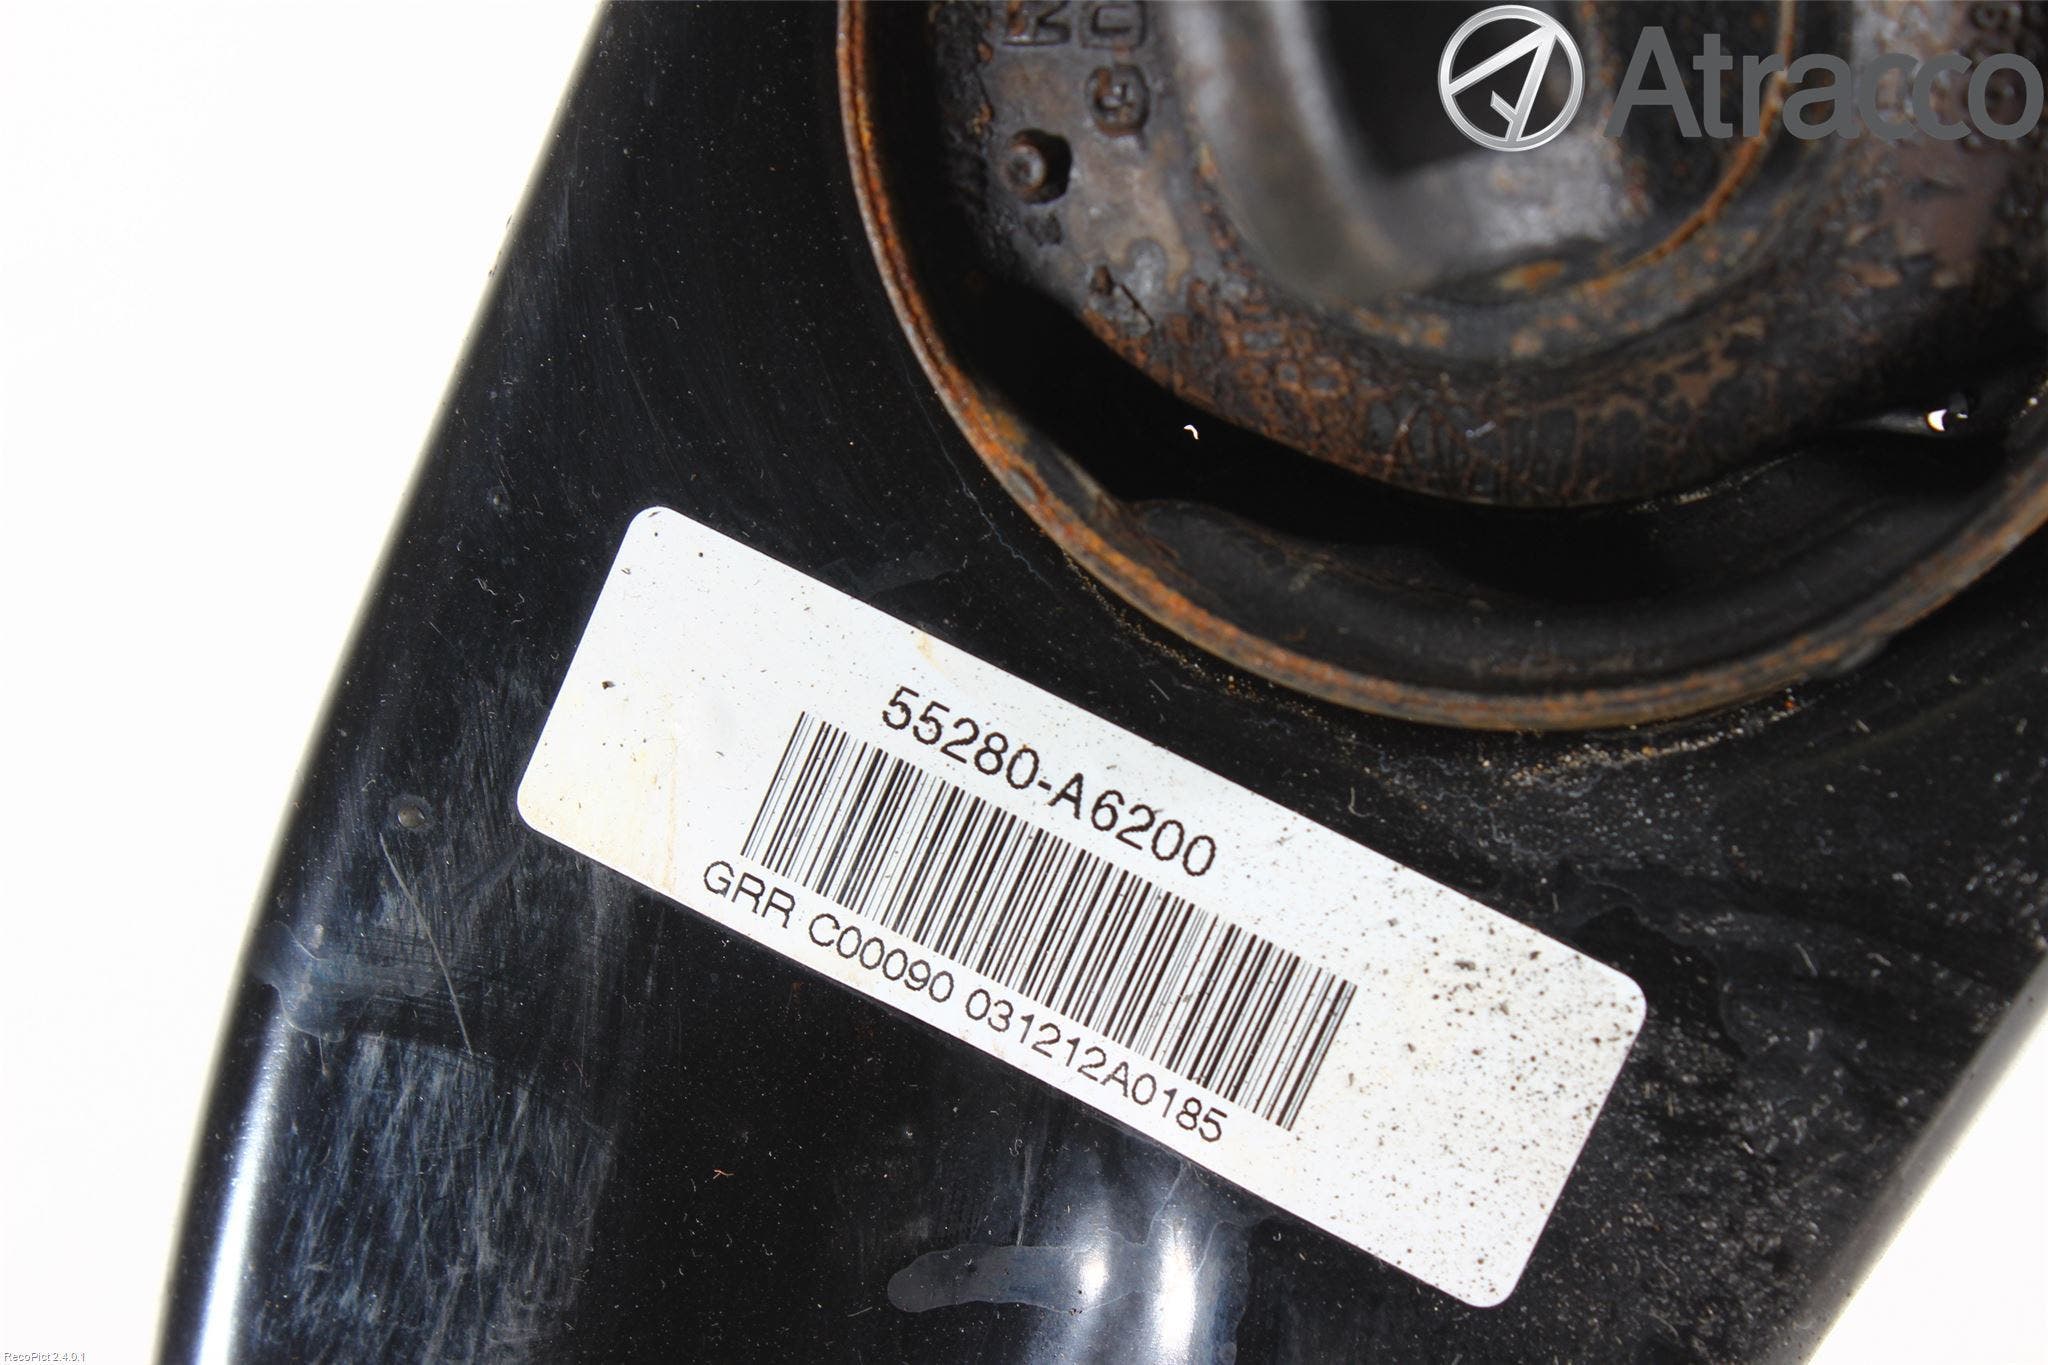 Atracco
55280-A6200
GRR C00090 031212A0185
RecoPict 2.4.0.1